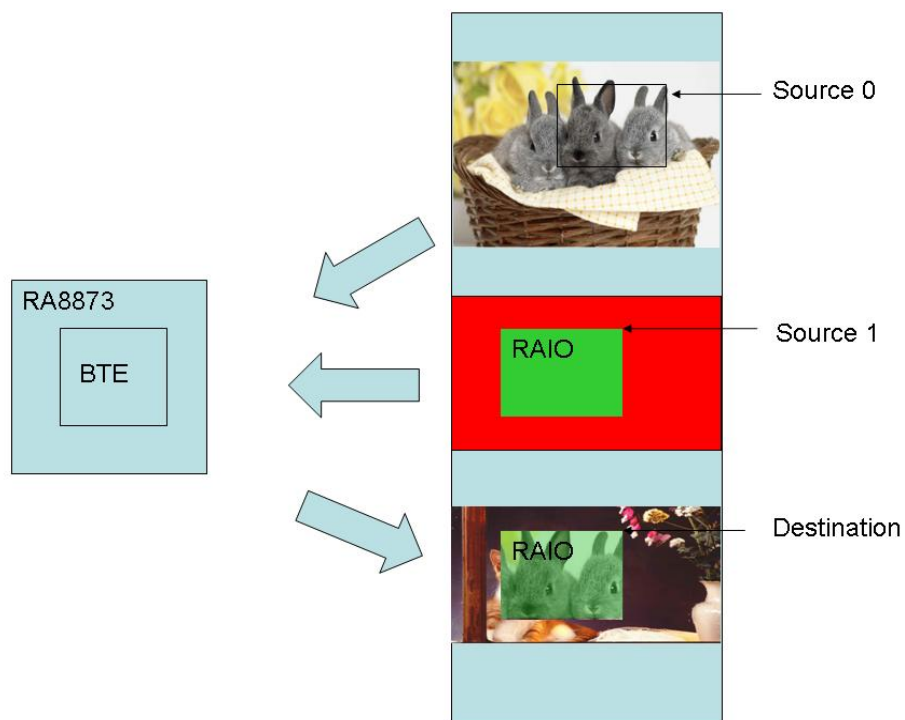 Source 0
RA8873
BTE
RAIO
Source 1
RAIO
Destination